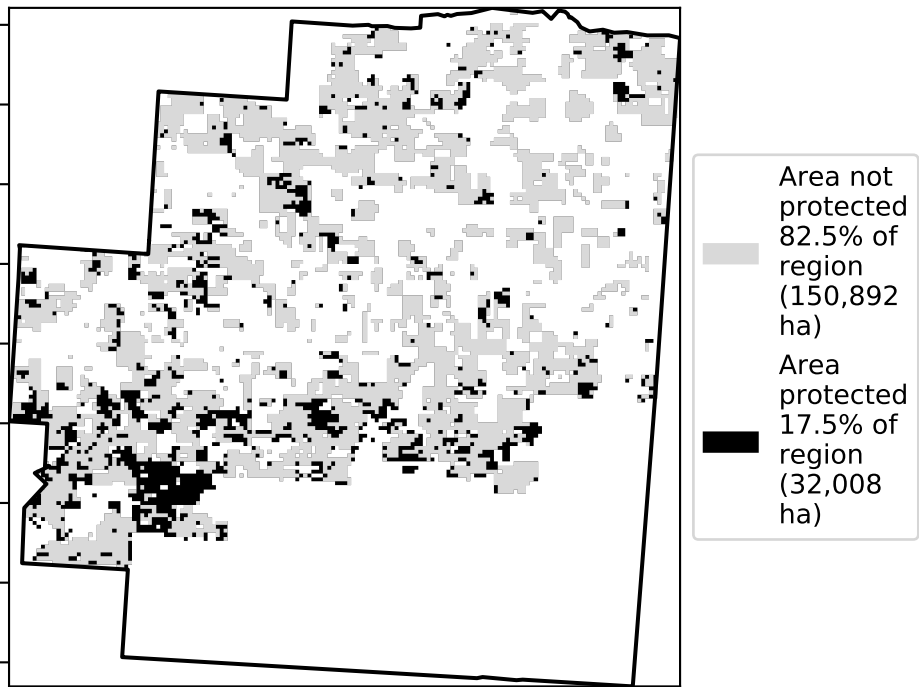 Area not
protected
82.5% of
region
(150,892
ha)
Area
protected
17.5% of
region
(32,008
ha)